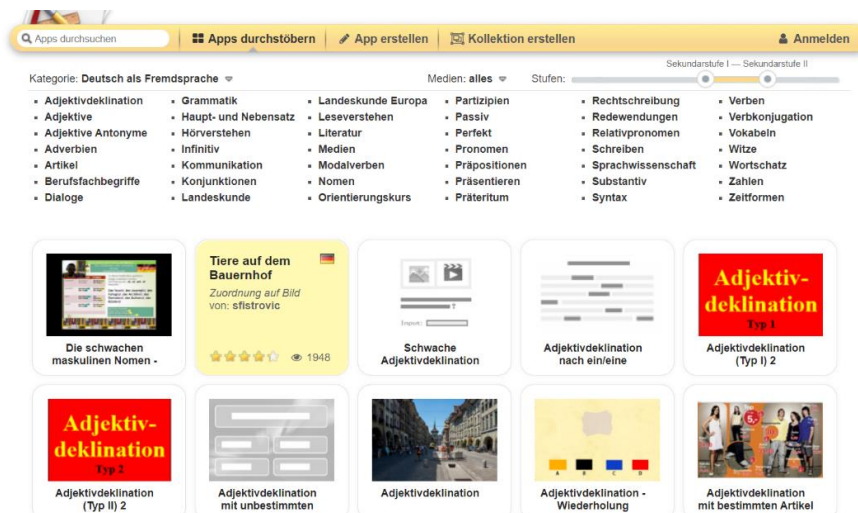 Apps durchsuchen
Apps durchstöbern
App erstellen
Kollektion erstellen
Anmelden
Kategorie: Deutsch als Fremdsprache
Medien: alles
Stufen:
Sekundarstufe I — Sekundarstufe II
Adjektivdeklination
Adjektive
Adjektive Antonyme
Adverbien
Artikel
Berufsfachbegriffe
Dialoge
Grammatik
Haupt- und Nebensatz
Hörverstehen
Infinitiv
Kommunikation
Konjunktionen
Landeskunde
Landeskunde Europa
Leseverstehen
Literatur
Medien
Modalverben
Nomen
Orientierungskurs
Partizipien
Passiv
Perfekt
Pronomen
Präpositionen
Präsentieren
Präteritum
Rechtschreibung
Redewendungen
Relativpronomen
Schreiben
Sprachwissenschaft
Substantiv
Syntax
Verben
Verbkonjugation
Vokabeln
Witze
Wortschatz
Zahlen
Zeitformen
Die schwachen
maskulinen Nomen -
Tiere auf dem
Bauernhof
Zuordnung auf Bild
von: sfistrovic
1948
Schwache
Adjektivdeklination
Adjektivdeklination
nach ein/eine
Adjektiv-
deklination
Typ 1
Adjektivdeklination
(Typ I) 2
Adjektiv-
deklination
Typ 2
Adjektivdeklination
(Typ II) 2
Adjektivdeklination
mit unbestimmten
Adjektivdeklination
A B C D
Adjektivdeklination -
Wiederholung
5,-
Adjektivdeklination
mit bestimmten Artikel